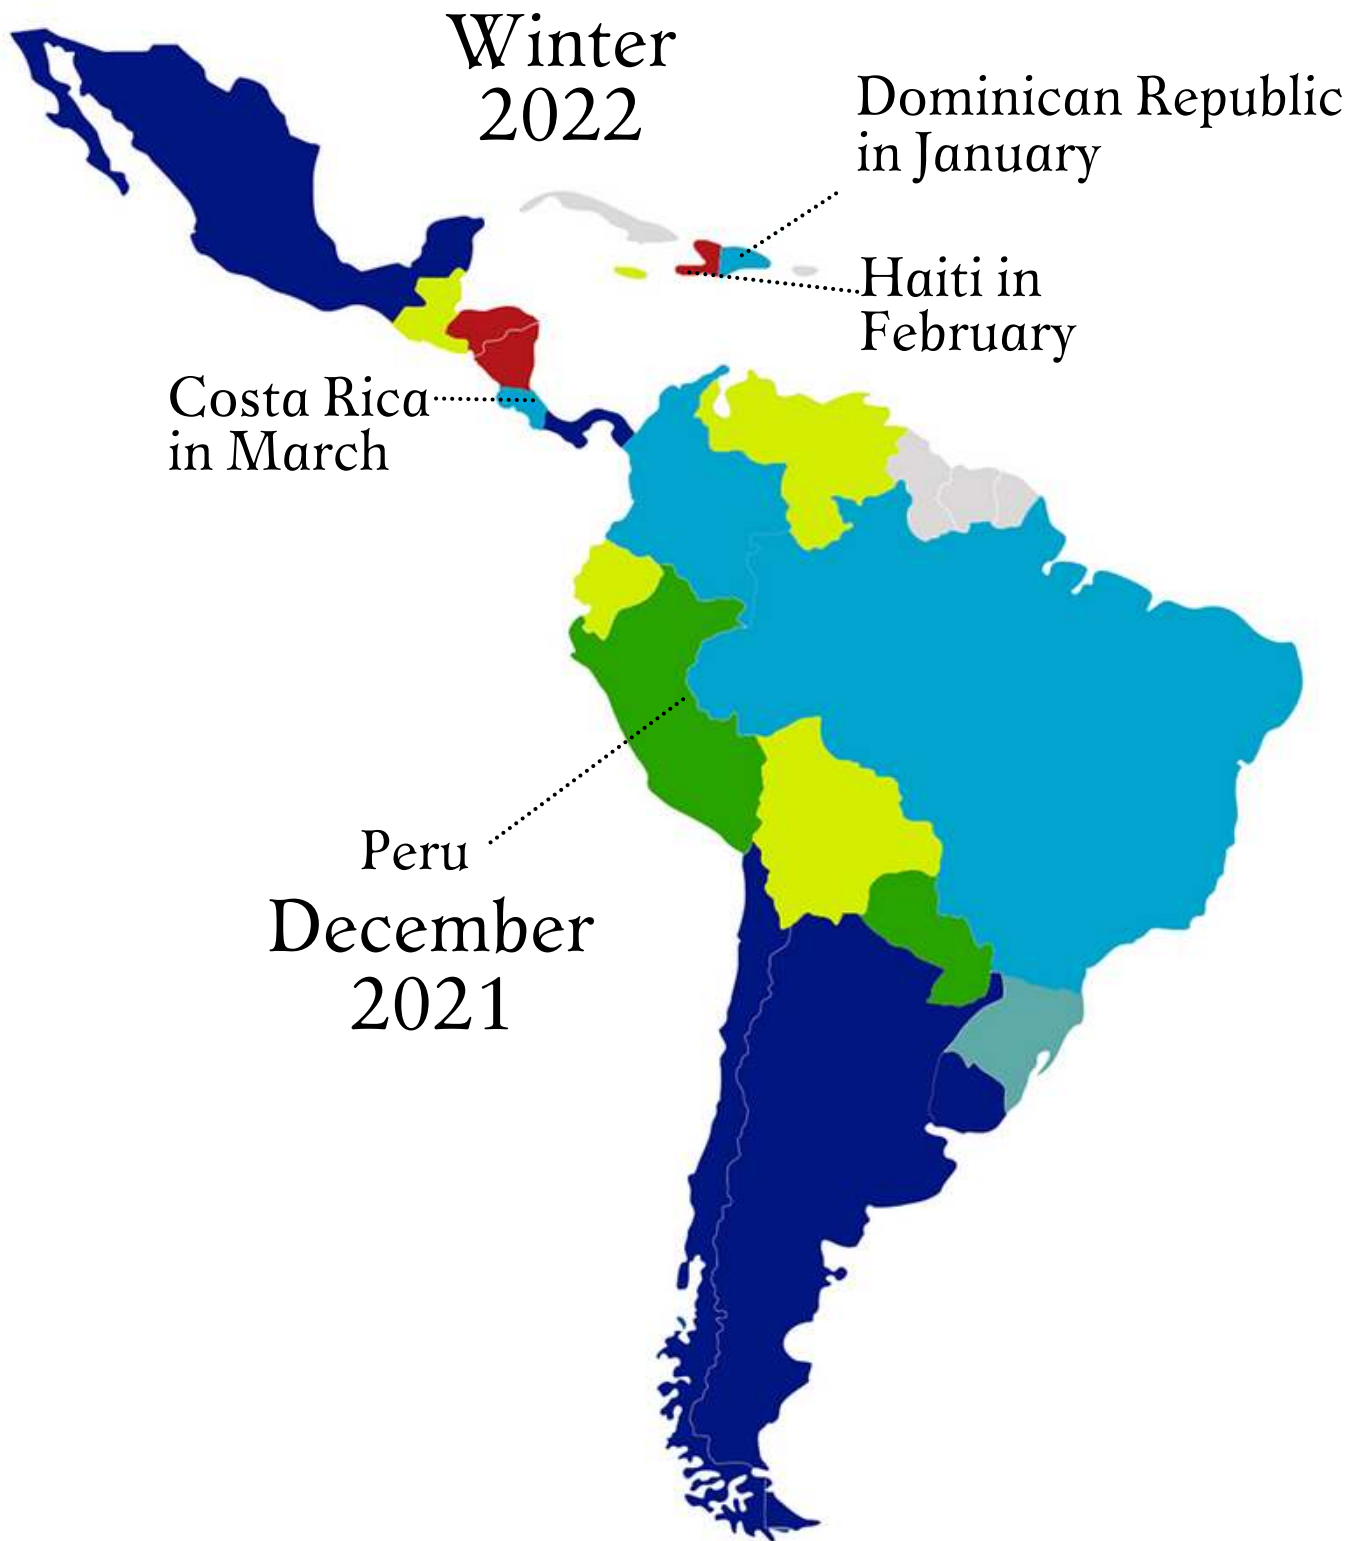 Winter
2022
Dominican Republic
in January
Haiti in
February
Costa Rica
in March
Peru
December
2021